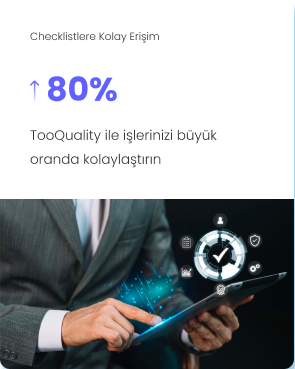 Checklistlere Kolay Erişim
↑ 80%
TooQuality ile işlerinizi büyük
oranda kolaylaştırın